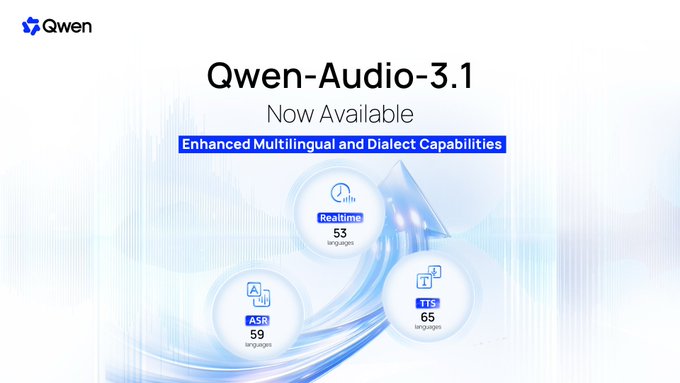 Qwen
Qwen-Audio-3.1
Now Available
Enhanced Multilingual and Dialect Capabilities
Realtime
53
languages
A
ASR
59
languages
T
TTS
65
languages